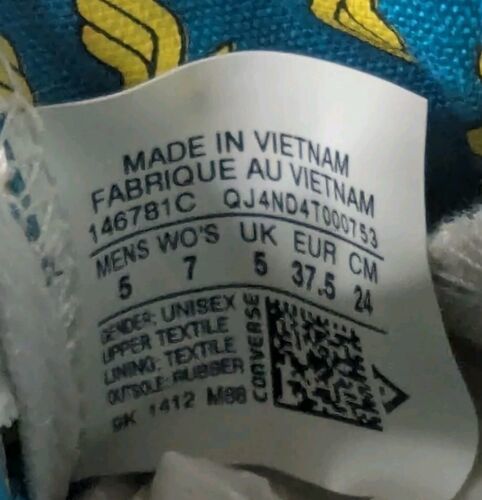 MADE IN VIETNAM
FABRIQUE AU VIETNAM
146781C QJ4ND4T000753
MENS WO'S UK EUR CM
5 7 5 37.5 24
GENDER: UNISEX
UPPER TEXTILE
LINING: TEXTILE
OUTSOLE: RUBBER
1412 M98
CONVERSE